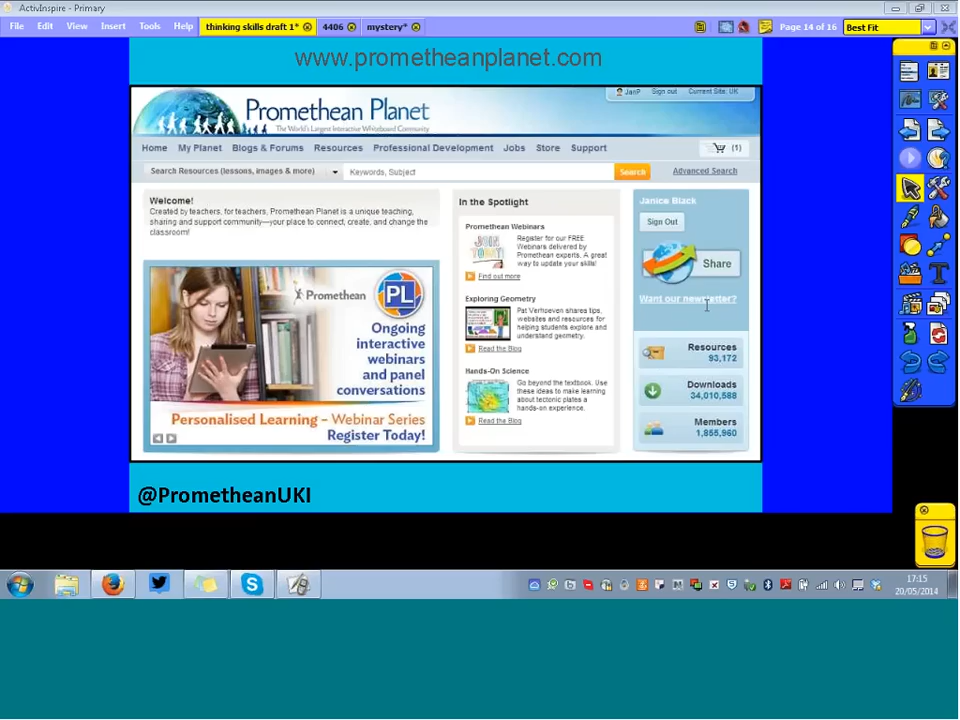 ActivInspire - Primary
File Edit View Insert Tools Help thinking skills draft 1* 4406 mystery* Page 14 of 16 Best Fit
www.prometheanplanet.com
JanP Sign out Current Site, UK
Promethean Planet
The World's Largest Interactive Whiteboard Community
Home My Planet Blogs & Forums Resources Professional Development Jobs Store Support (1)
Search Resources (lessons, images & more) Keywords, Subject Search Advanced Search
Welcome!
Created by teachers, for teachers, Promethean Planet is a unique teaching,
sharing and support community—your place to connect, create, and change the
classroom!
Promethean
PL
Ongoing
interactive
webinars
and panel
conversations
Personalised Learning – Webinar Series
Register Today!
In the Spotlight
Promethean Webinars
JOIN
TODAY!
Register for our FREE
Webinars delivered by
Promethean experts. A great
way to update your skills!
Find out more
Exploring Geometry
Pat Verhoeven shares tips,
websites and resources for
helping students explore and
understand geometry.
Read the Blog
Hands-On Science
Go beyond the textbook. Use
these ideas to make learning
about tectonic plates a
hands-on experience.
Read the Blog
Janice Black
Sign Out
Share
Want our newsletter?
Resources
93,172
Downloads
34,010,588
Members
1,855,960
@PrometheanUKI
17:15
20/05/2014